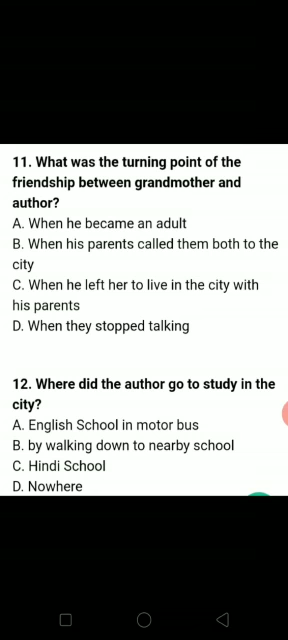 11. What was the turning point of the
friendship between grandmother and
author?
A. When he became an adult
B. When his parents called them both to the
city
C. When he left her to live in the city with
his parents
D. When they stopped talking
12. Where did the author go to study in the
city?
A. English School in motor bus
B. by walking down to nearby school
C. Hindi School
D. Nowhere